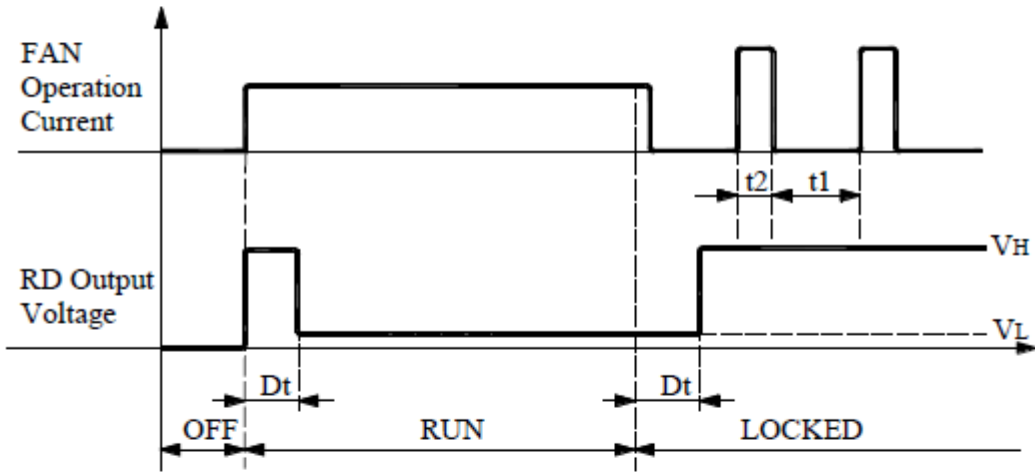 FAN
Operation
Current
t2
t1
VH
RD Output
Voltage
VL
Dt
Dt
OFF
RUN
LOCKED